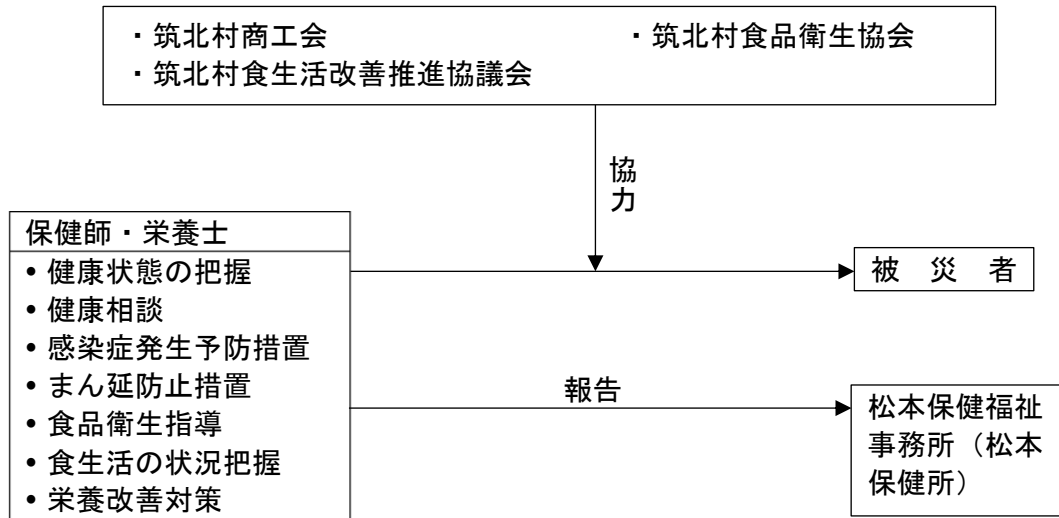 ・筑北村商工会　　　　　・筑北村食品衛生協会
・筑北村食生活改善推進協議会
協力
保健師・栄養士
• 健康状態の把握
• 健康相談
• 感染症発生予防措置
• まん延防止措置
• 食品衛生指導
• 食生活の状況把握
• 栄養改善対策
被　災　者
報告
松本保健福祉
事務所（松本
保健所）